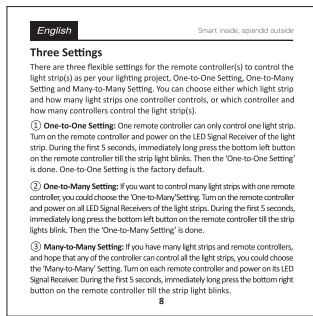 English
Smart inside, splendid outside
Three Settings
There are three flexible settings for the remote controller(s) to control the
light strip(s) as per your lighting project, One-to-One Setting, One-to-Many
Setting and Many-to-Many Setting. You can choose either which light strip
and how many light strips one controller controls, or which controller and
how many controllers control the light strip(s).
① One-to-One Setting: One remote controller can only control one light strip.
Turn on the remote controller and power on the LED Signal Receiver of the light
strip. During the first 5 seconds, immediately long press the bottom left button
on the remote controller till the strip light blinks. Then the 'One-to-One Setting'
is done. One-to-One Setting is the factory default.
② One-to-Many Setting: If you want to control many light strips with one remote
controller, you could choose the 'One-to-Many'Setting. Turn on the remote controller
and power on all LED Signal Receivers of the light strips. During the first 5 seconds,
immediately long press the bottom left button on the remote controller till the strip
lights blink. Then the 'One-to-Many Setting' is done.
③ Many-to-Many Setting: If you have many light strips and remote controllers,
and hope that any of the controller can control all the light strips, you could choose
the 'Many-to-Many' Setting. Turn on each remote controller and power on its LED
Signal Receiver. During the first 5 seconds, immediately long press the bottom right
button on the remote controller till the strip light blinks.
8